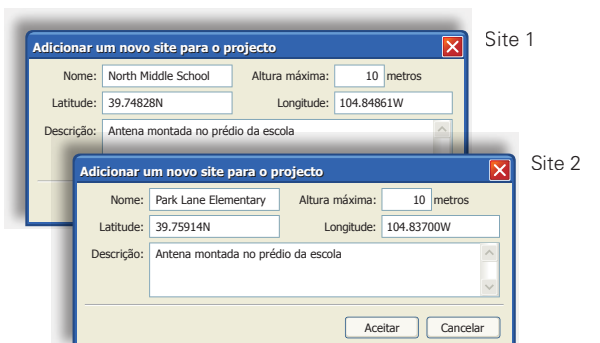 Adicionar um novo site para o projecto
Site 1
Nome: North Middle School Altura máxima: 10 metros
Latitude: 39.74828N Longitude: 104.84861W
Descrição: Antena montada no prédio da escola
Adicionar um novo site para o projecto
Site 2
Nome: Park Lane Elementary Altura máxima: 10 metros
Latitude: 39.75914N Longitude: 104.83700W
Descrição: Antena montada no prédio da escola
Aceitar Cancelar